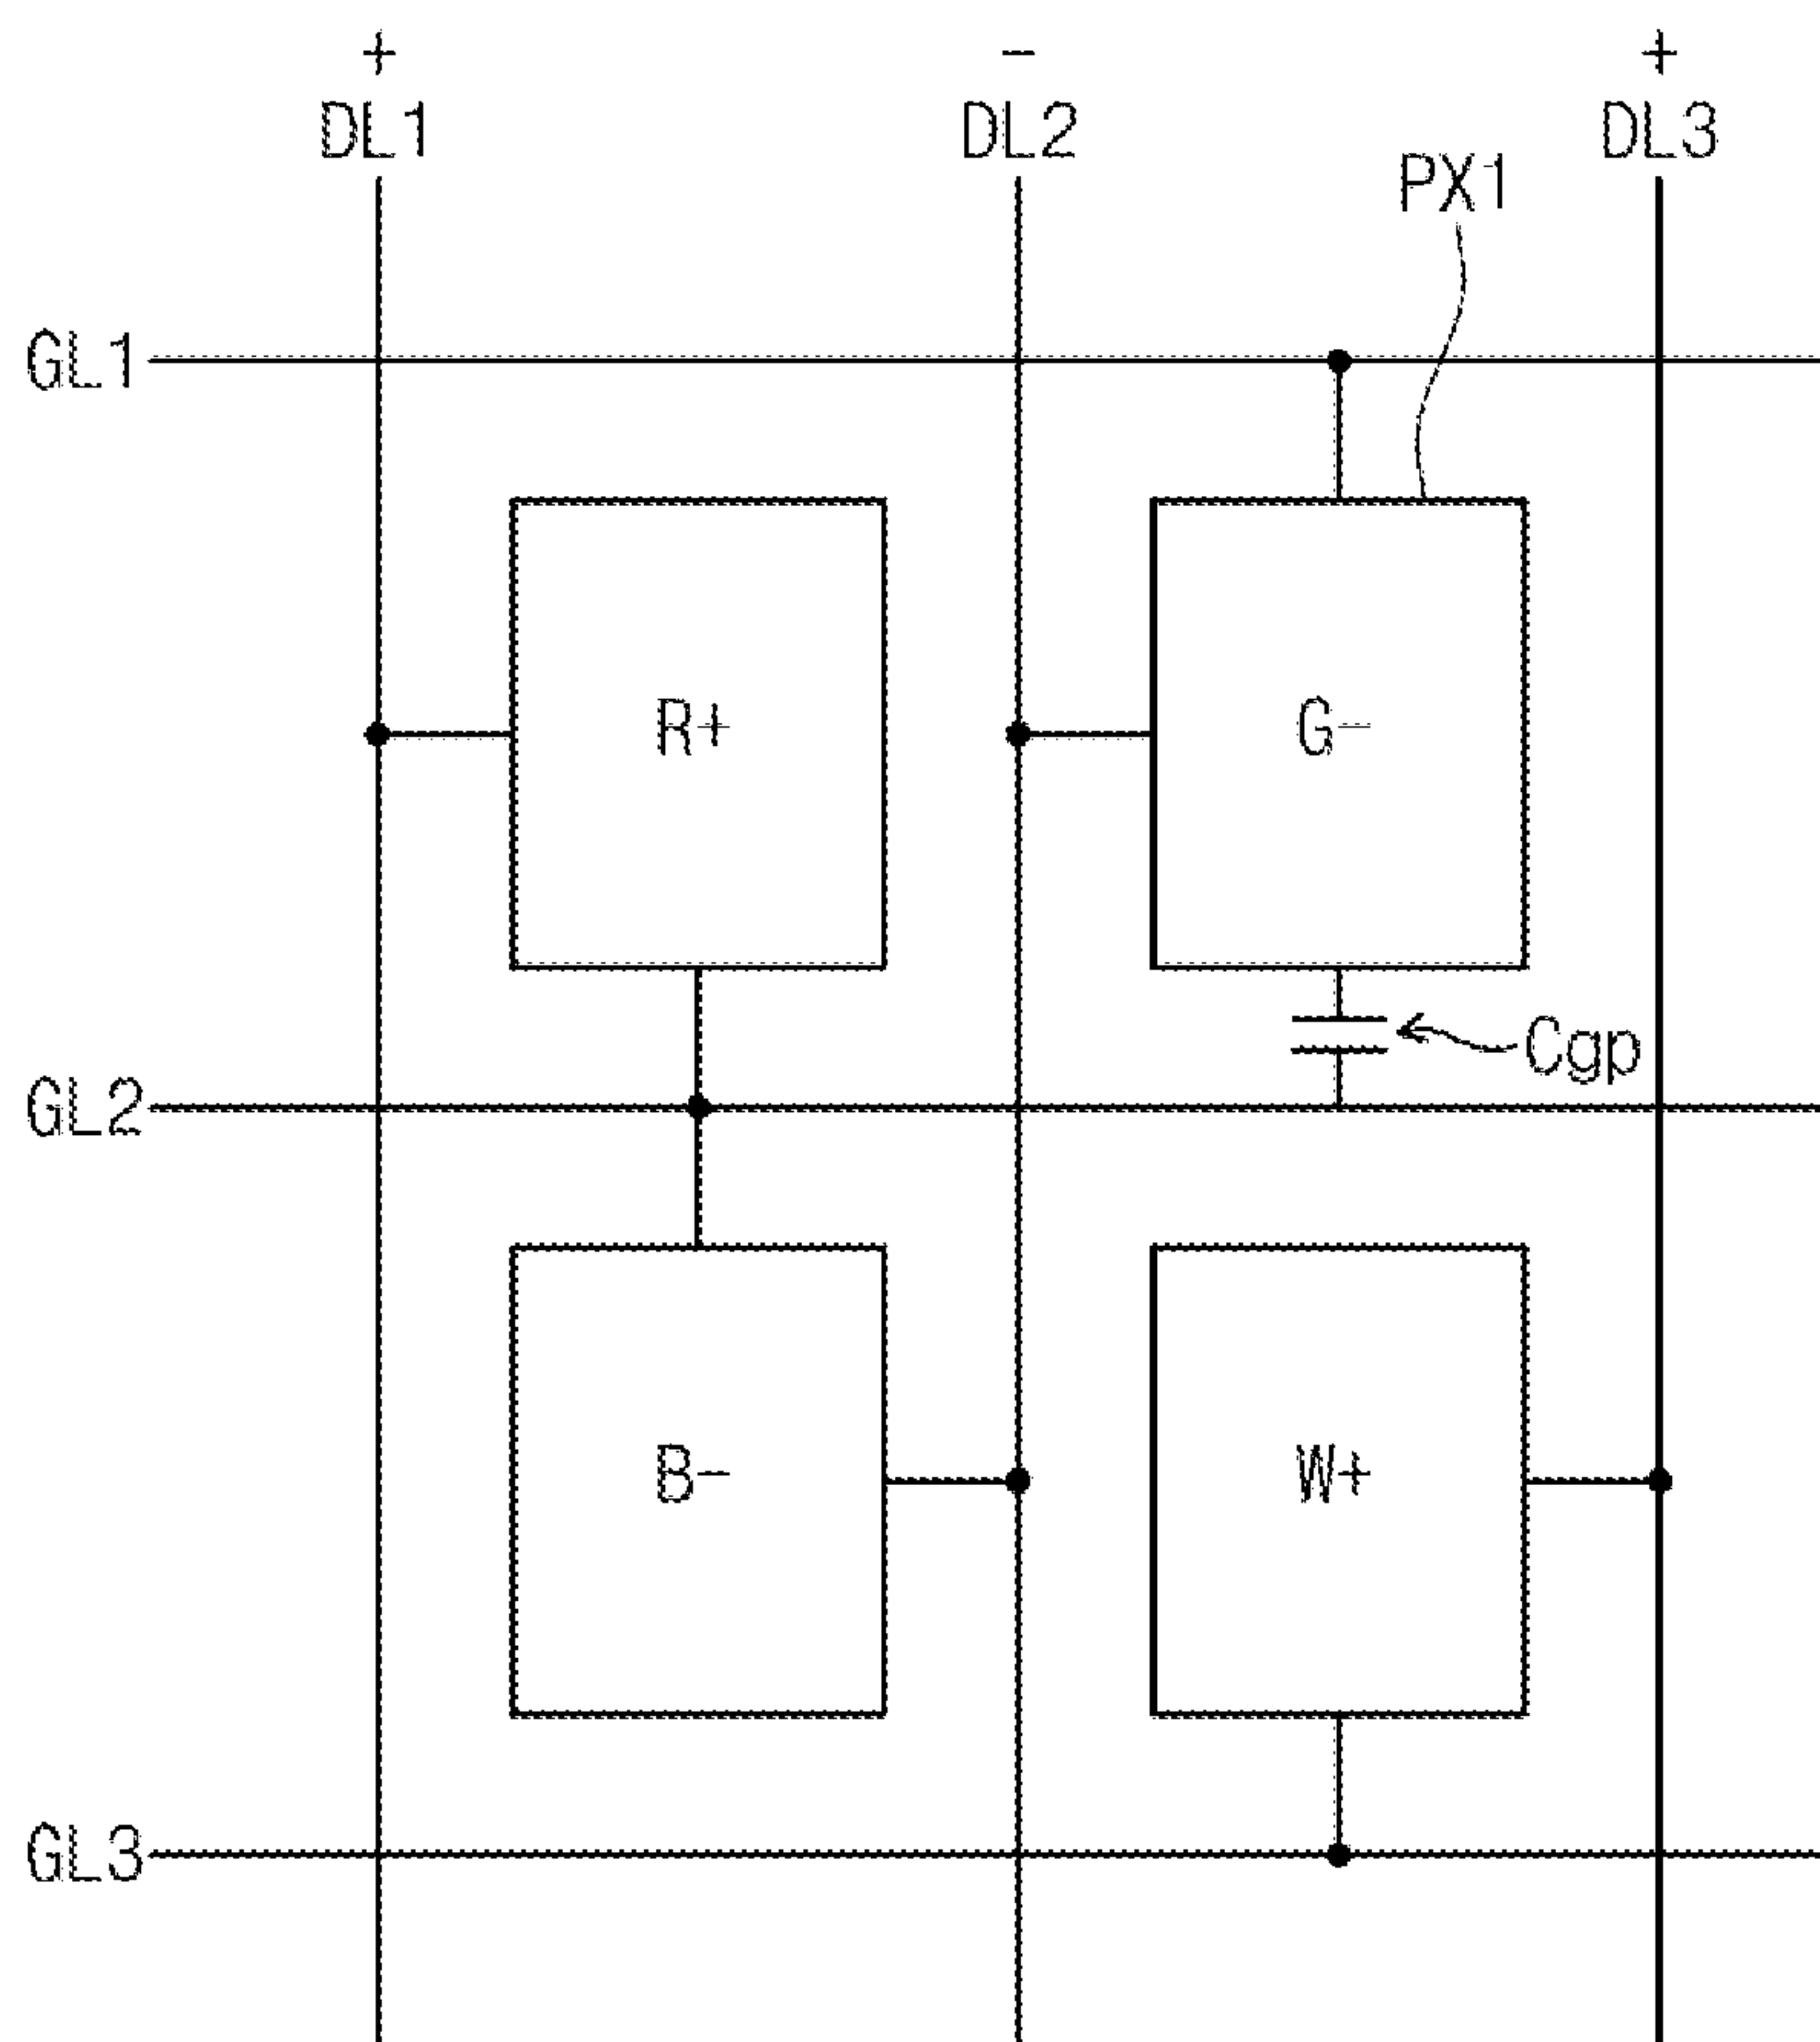 + - +
DL1 DL2 DL3
PX1
GL1
R+ G-
Cgp
GL2
B- W+
GL3